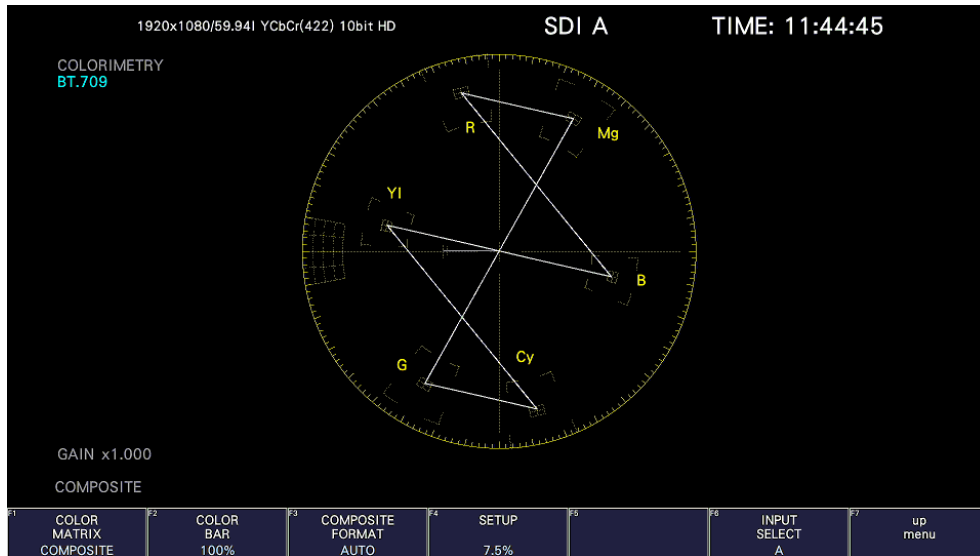 1920x1080/59.94I YCbCr(422) 10bit HD
SDI A
TIME: 11:44:45
COLORIMETRY
BT.709
R
Mg
YI
B
G
Cy
GAIN x1.000
COMPOSITE
F1 COLOR MATRIX COMPOSITE
F2 COLOR BAR 100%
F3 COMPOSITE FORMAT AUTO
F4 SETUP 7.5%
F5
F6 INPUT SELECT A
F7 up menu